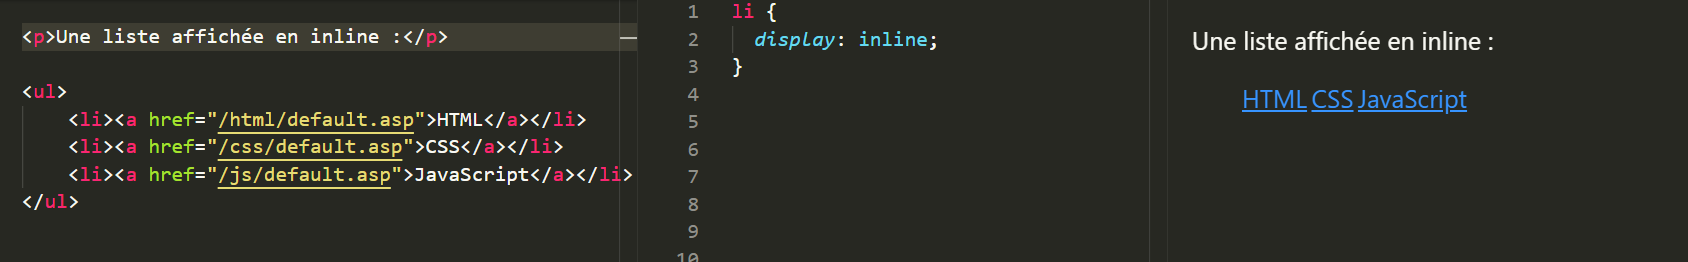 <p>Une liste affichée en inline :</p>
<ul>
<li><a href="/html/default.asp">HTML</a></li>
<li><a href="/css/default.asp">CSS</a></li>
<li><a href="/js/default.asp">JavaScript</a></li>
</ul>
1 li {
2 display: inline;
3 }
4
5
6
7
8
9
10
Une liste affichée en inline :
HTML CSS JavaScript